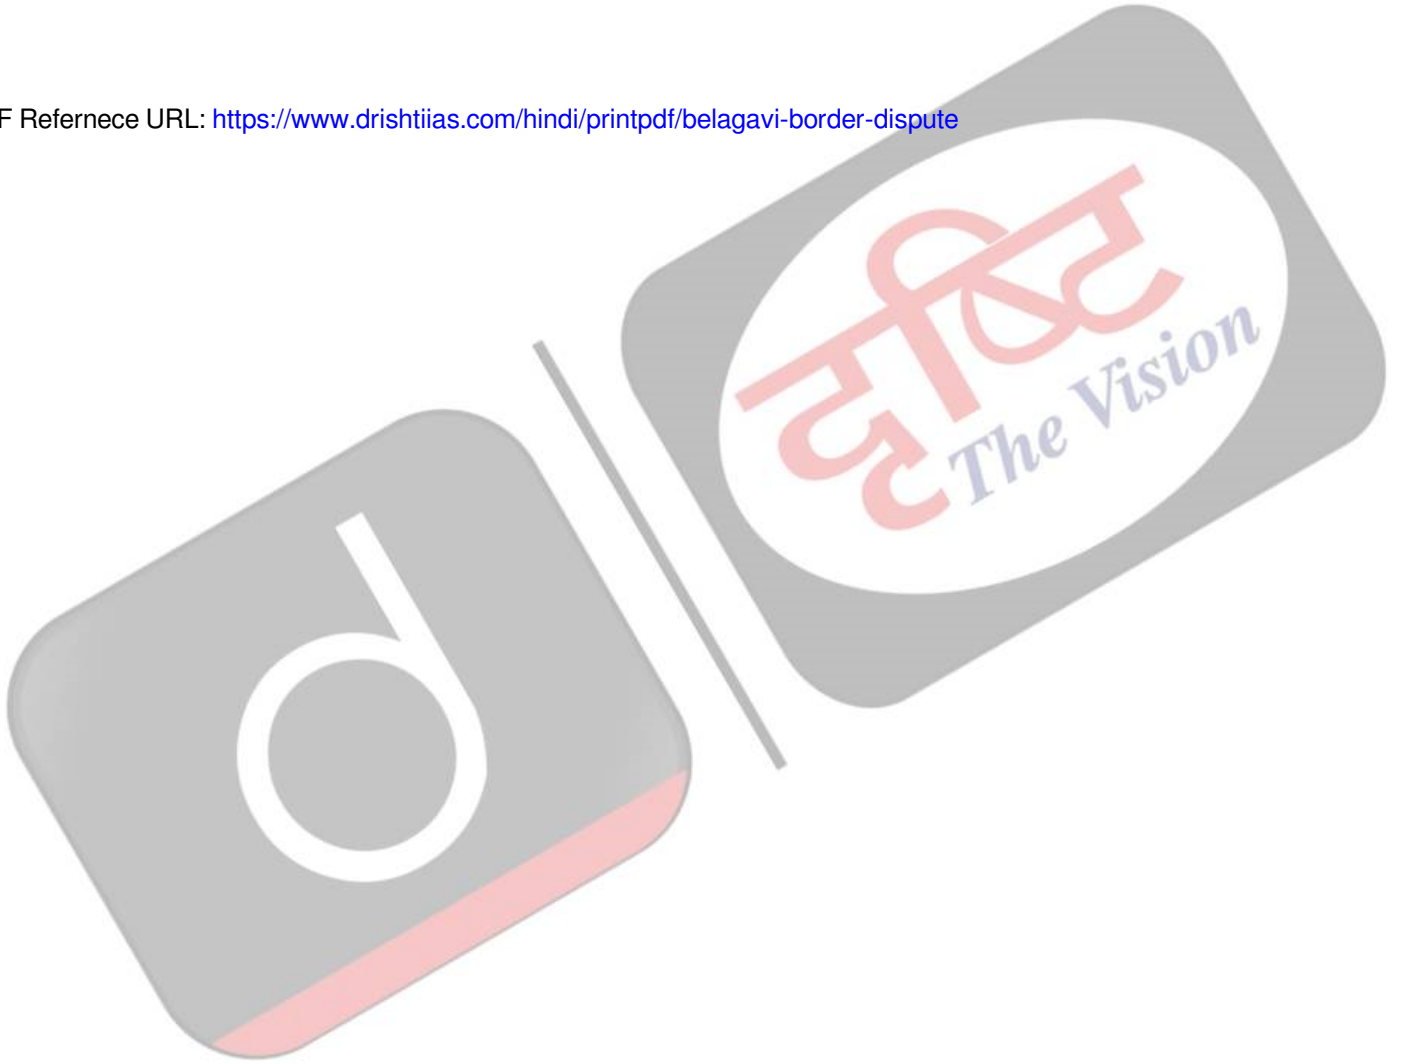 F Refernece URL: https://www.drishtiias.com/hindi/printpdf/belagavi-border-dispute
दृष्टि
The Vision
d